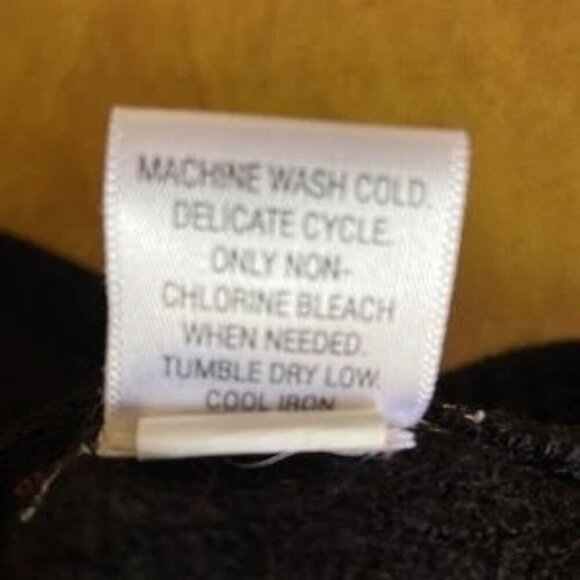 MACHINE WASH COLD.
DELICATE CYCLE.
ONLY NON-
CHLORINE BLEACH
WHEN NEEDED.
TUMBLE DRY LOW.
COOL IRON